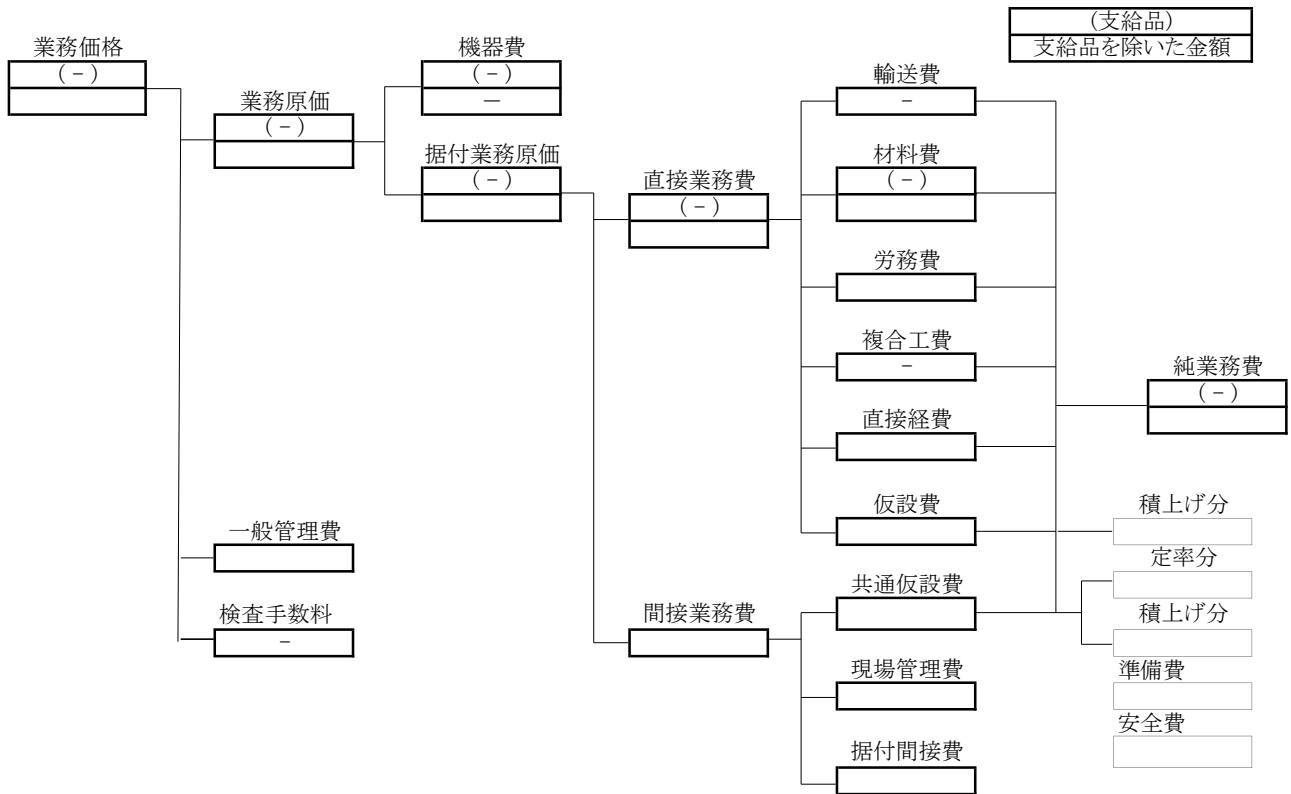 (支給品)
支給品を除いた金額
業務価格
(－)
業務原価
(－)
機器費
(－)
－
据付業務原価
(－)
直接業務費
(－)
輸送費
－
材料費
(－)
労務費
複合工費
－
直接経費
仮設費
純業務費
(－)
積上げ分
定率分
積上げ分
準備費
安全費
一般管理費
検査手数料
－
間接業務費
共通仮設費
現場管理費
据付間接費